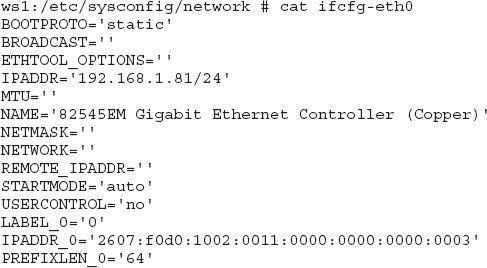 ws1:/etc/sysconfig/network # cat ifcfg-eth0
BOOTPROTO='static'
BROADCAST=''
ETHTOOL_OPTIONS=''
IPADDR='192.168.1.81/24'
MTU=''
NAME='82545EM Gigabit Ethernet Controller (Copper)'
NETMASK=''
NETWORK=''
REMOTE_IPADDR=''
STARTMODE='auto'
USERCONTROL='no'
LABEL_0='0'
IPADDR_0='2607:f0d0:1002:0011:0000:0000:0000:0003'
PREFIXLEN_0='64'